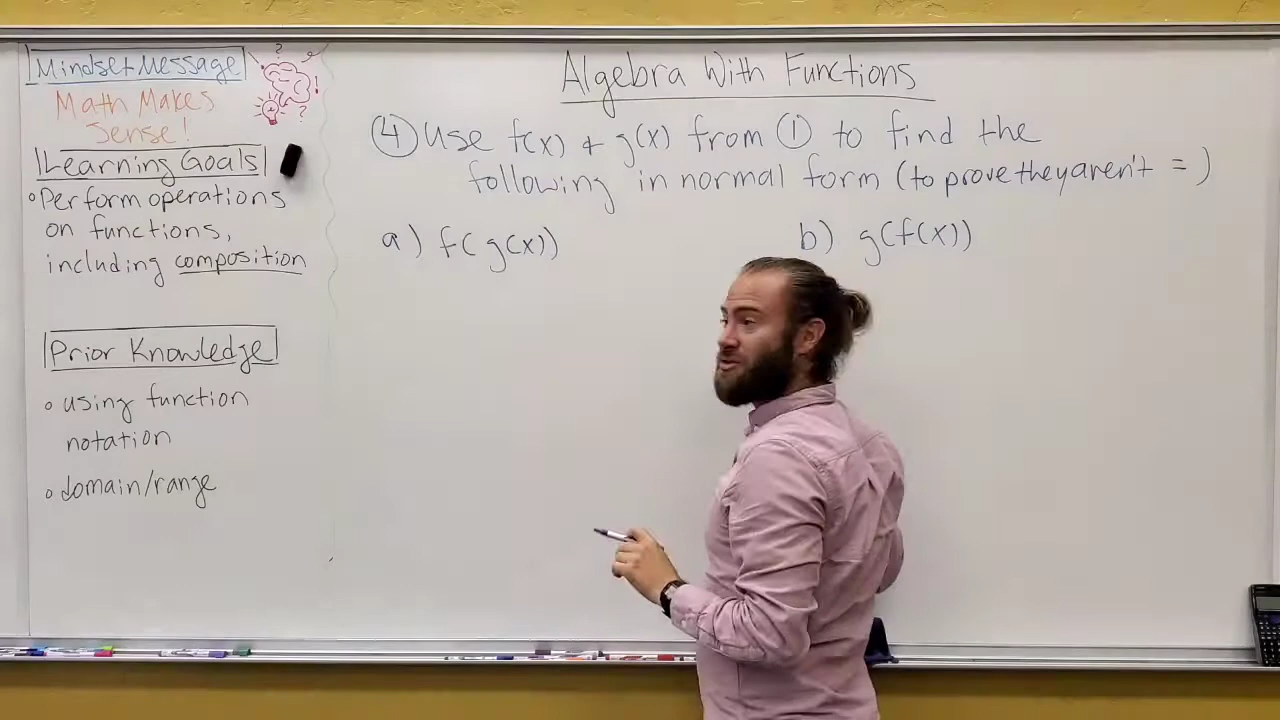 Mindset Message
Math Makes
Sense!
Learning Goals
Perform operations
on functions,
including composition
Prior Knowledge
using function
notation
domain/range
Algebra With Functions
④ Use f(x) & g(x) from ① to find the
following in normal form (to prove they aren't = )
a) f(g(x))
b) g(f(x))